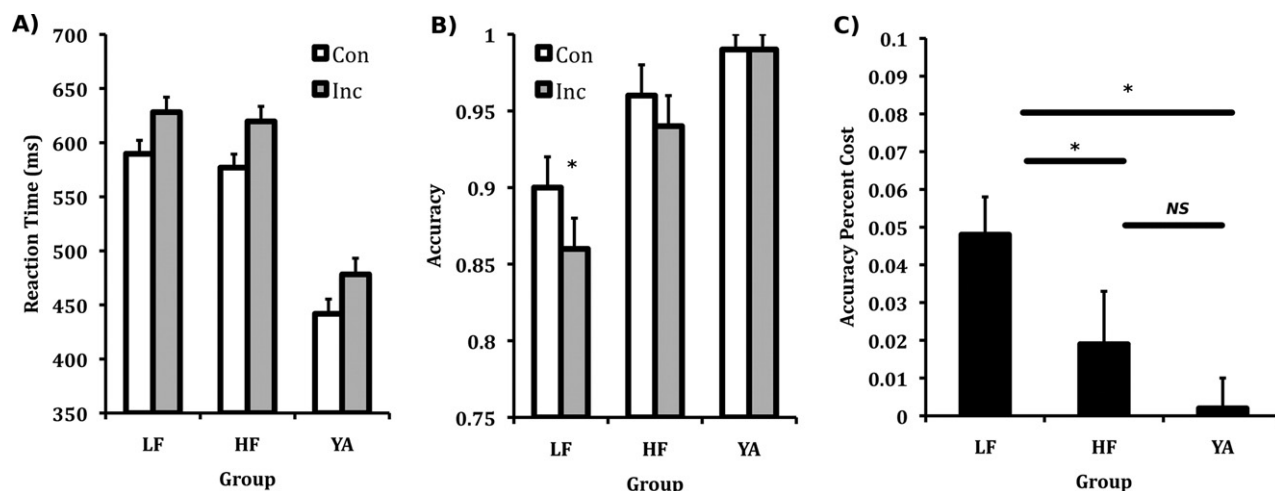 A)
700
650
600
550
500
450
400
350
Reaction Time (ms)
Con
Inc
LF HF YA
Group
B)
1
0.95
0.9
0.85
0.8
0.75
Accuracy
Con
Inc
*
LF HF YA
Group
C)
0.1
0.09
0.08
0.07
0.06
0.05
0.04
0.03
0.02
0.01
0
Accuracy Percent Cost
*
*
NS
LF HF YA
Group